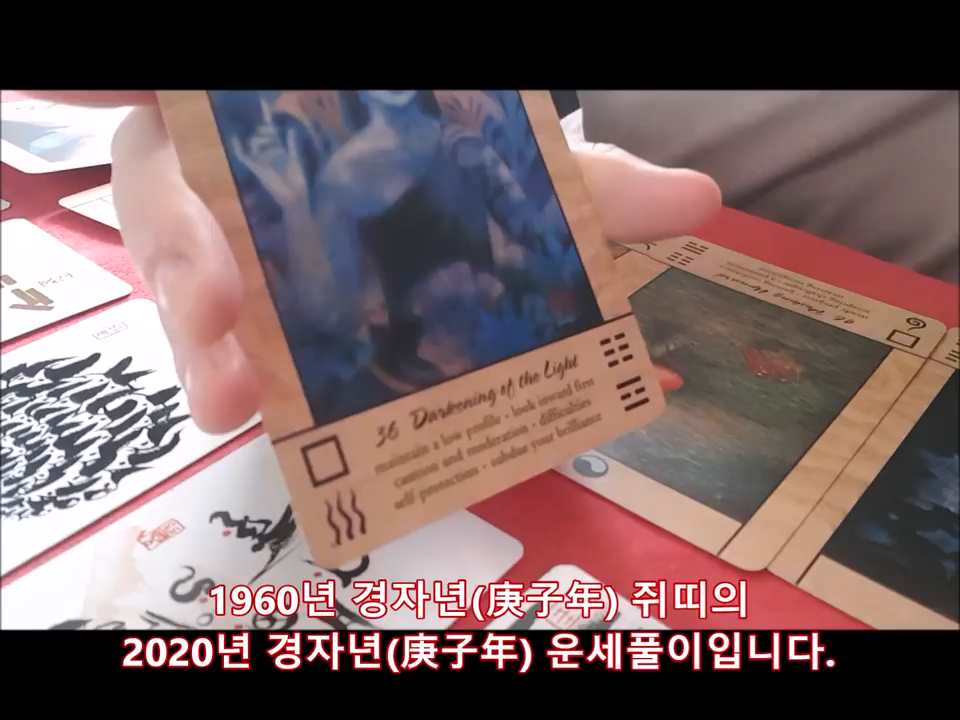 36 Darkening of the Light
maintain a low profile - look inward first
caution and moderation - difficulties
self-protection - subdue your brilliance
1960년 경자년(庚子年) 쥐띠의
2020년 경자년(庚子年) 운세풀이입니다.